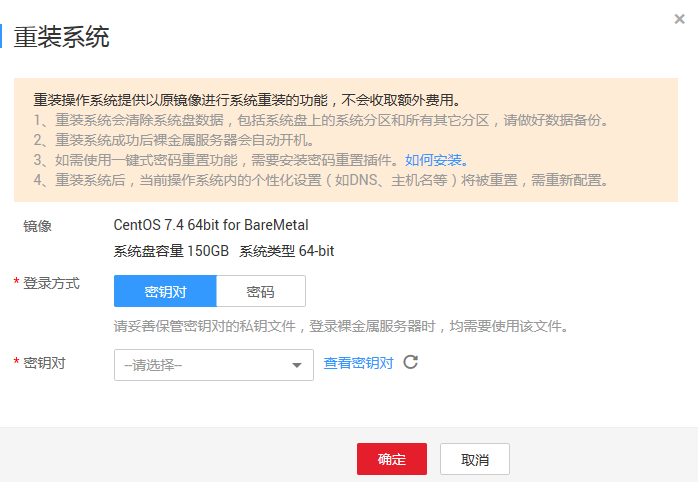 重装系统
重装操作系统提供以原镜像进行系统重装的功能，不会收取额外费用。
1、重装系统会清除系统盘数据，包括系统盘上的系统分区和所有其它分区，请做好数据备份。
2、重装系统成功后裸金属服务器会自动开机。
3、如需使用一键式密码重置功能，需要安装密码重置插件。如何安装。
4、重装系统后，当前操作系统内的个性化设置（如DNS、主机名等）将被重置，需重新配置。
镜像 CentOS 7.4 64bit for BareMetal
系统盘容量 150GB 系统类型 64-bit
* 登录方式 密钥对 密码
请妥善保管密钥对的私钥文件，登录裸金属服务器时，均需要使用该文件。
* 密钥对 --请选择-- 查看密钥对
确定 取消